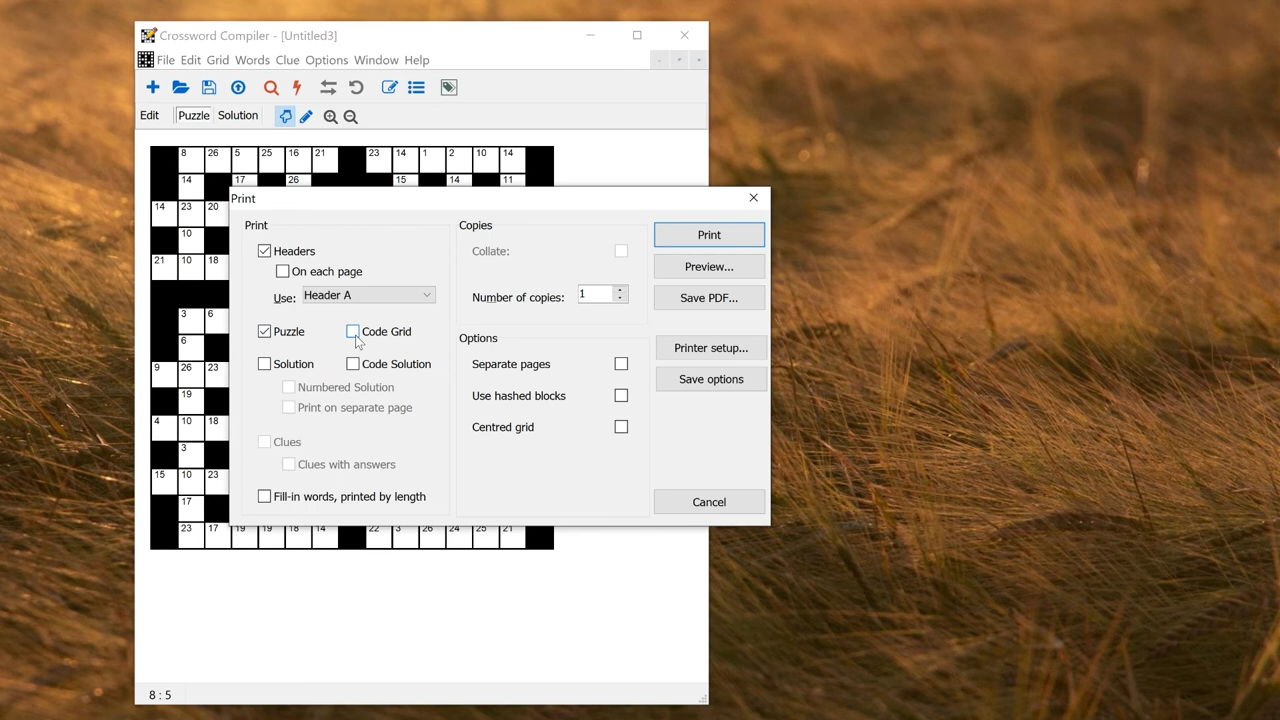 Crossword Compiler - [Untitled3]
File Edit Grid Words Clue Options Window Help
Edit Puzzle Solution
8 26 5 25 16 21 23 14 1 2 10 14
14 17 26 15 14 11
Print
14 23 20
Print
Copies
Print
10
Headers
Collate:
21 10 18
On each page
Preview...
Use: Header A
Number of copies: 1
Save PDF...
3 6
Puzzle
Code Grid
Options
6
Printer setup...
9 26 23
Solution
Code Solution
Separate pages
Save options
19
Numbered Solution
Use hashed blocks
Print on separate page
4 10 18
Centred grid
3
Clues
Clues with answers
15 10 23
17
Fill-in words, printed by length
Cancel
23 17 19 19 18 14 22 3 26 24 25 21
8 : 5